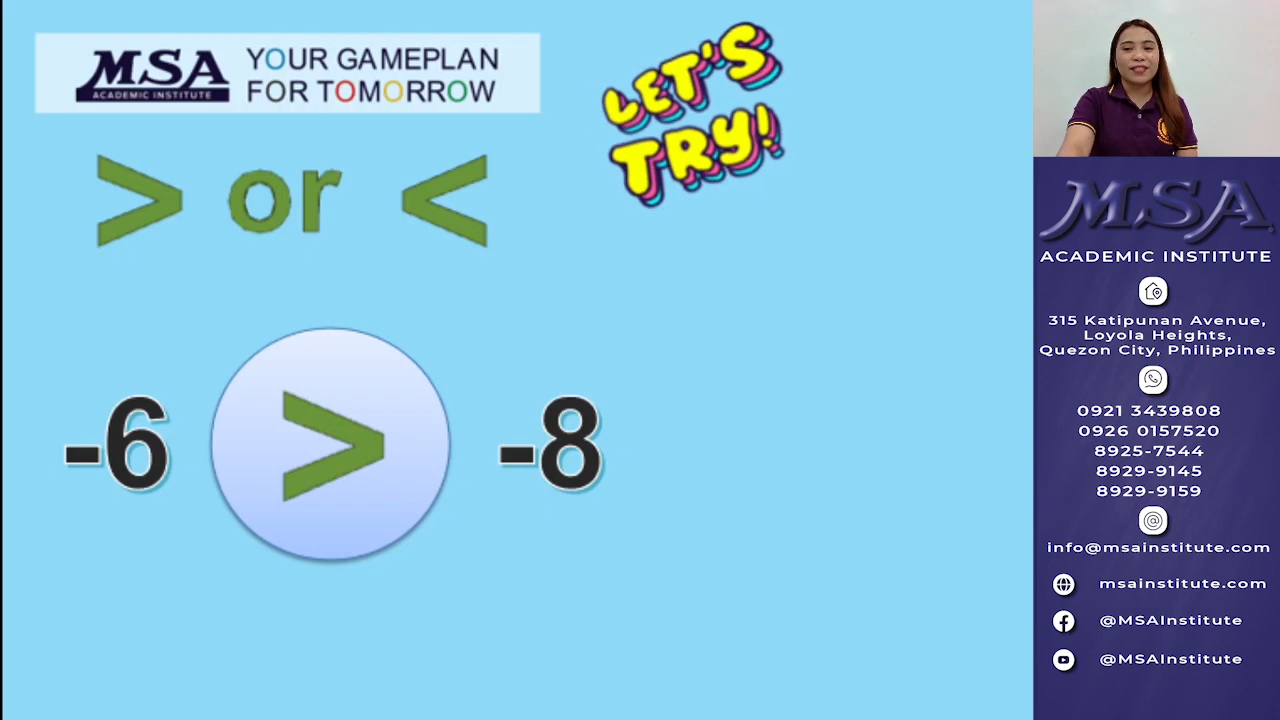 MSA
ACADEMIC INSTITUTE
YOUR GAMEPLAN
FOR TOMORROW
LET'S
TRY!
> or <
-6 > -8
MSA
ACADEMIC INSTITUTE
315 Katipunan Avenue,
Loyola Heights,
Quezon City, Philippines
0921 3439808
0926 0157520
8925-7544
8929-9145
8929-9159
info@msainstitute.com
msainstitute.com
@MSAInstitute
@MSAInstitute